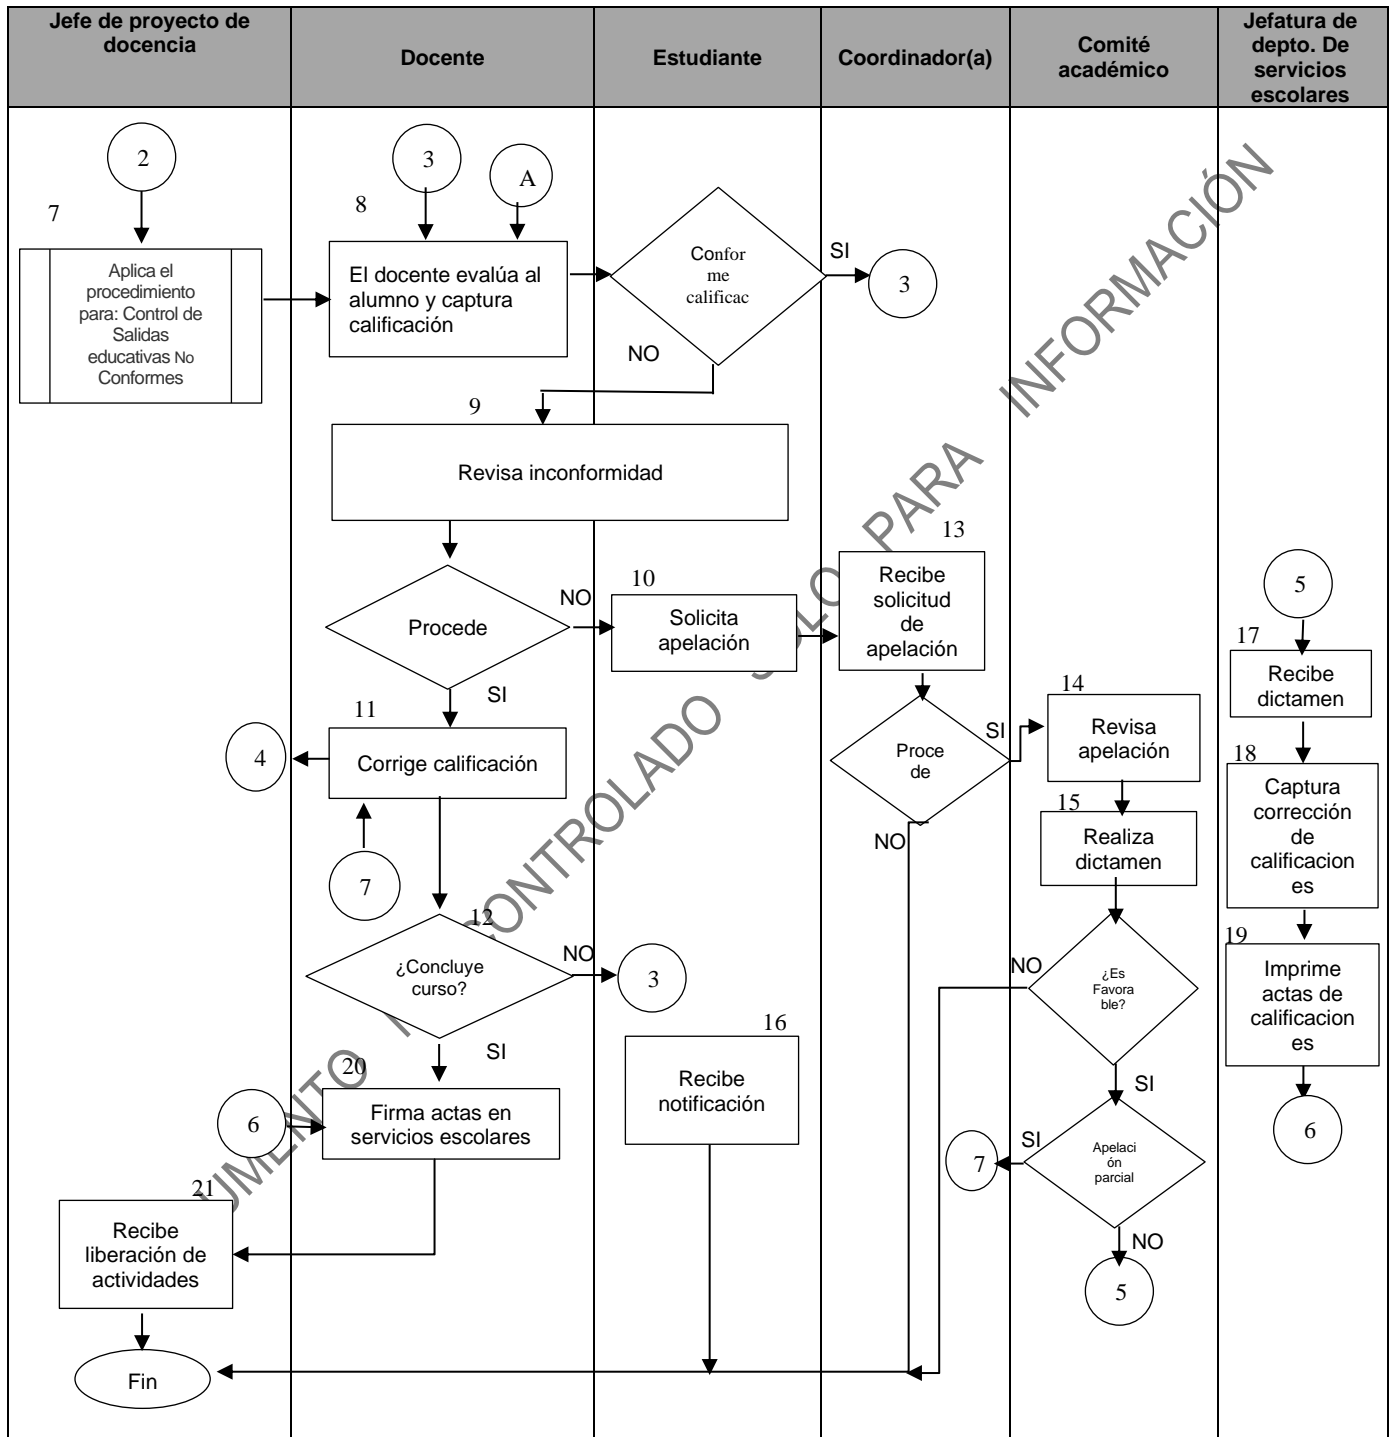 Jefe de proyecto de
docencia
Docente
Estudiante
Coordinador(a)
Comité
académico
Jefatura de
depto. De
servicios
escolares
2
7
Aplica el
procedimiento
para: Control de
Salidas
educativas No
Conformes
3
A
8
El docente evalúa al
alumno y captura
calificación
Confor
me
calificac
SI
3
NO
9
Revisa inconformidad
Procede
NO
10
Solicita
apelación
13
Recibe
solicitud
de
apelación
SI
11
Corrige calificación
4
7
Proce
de
SI
NO
14
Revisa
apelación
15
Realiza
dictamen
5
17
Recibe
dictamen
18
Captura
corrección
de
calificacion
es
19
Imprime
actas de
calificacion
es
6
12
¿Concluye
curso?
NO
3
SI
¿Es
Favora
ble?
NO
SI
16
Recibe
notificación
20
Firma actas en
servicios escolares
6
Apelaci
ón
parcial
SI
7
NO
5
21
Recibe
liberación de
actividades
Fin
UMENTO CONTROLADO PARA INFORMACIÓN